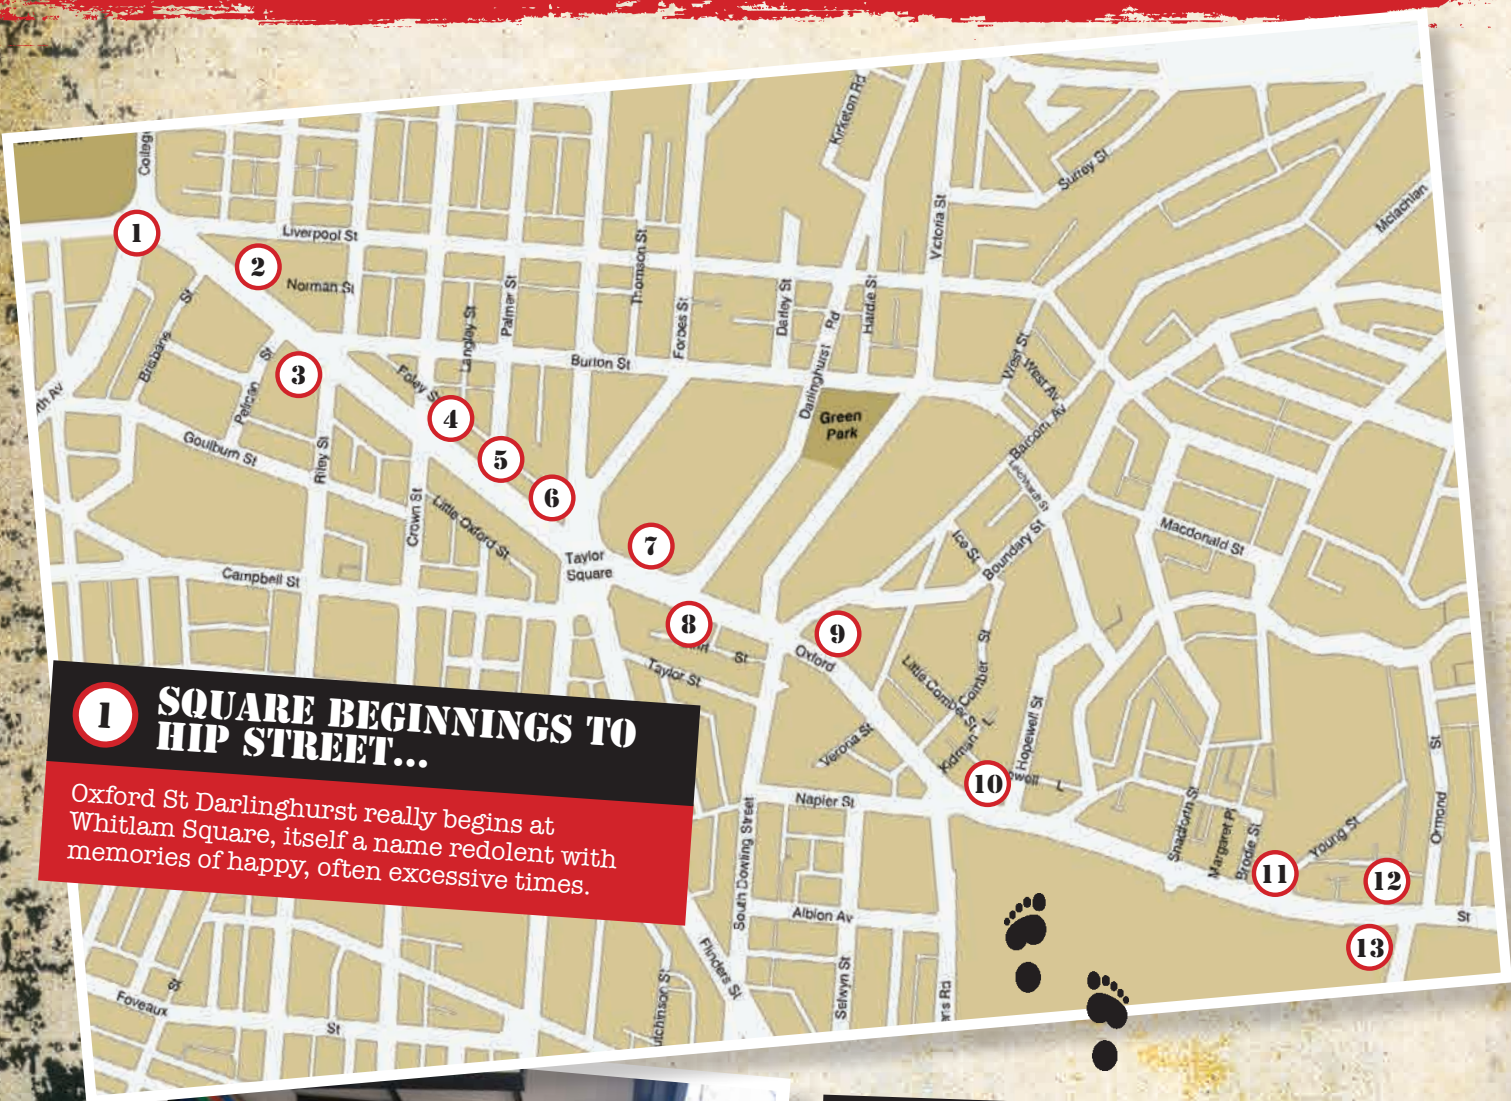 Liverpool St
Norman St
Brisbane St
Pelican St
Goulburn St
Riley St
Crown St
Little Oxford St
Campbell St
Foley St
Langley St
Palmer St
Thomson St
Forbes St
Burton St
Darley St
Darlinghurst Rd
Hardie St
Kirketon Rd
Victoria St
Surrey St
Mclachlan
West St
West Av
Barcom Av
Leichhardt St
Green
Park
Ice St
Boundary St
Macdonald St
Taylor
Square
St
Taylor St
Oxford
Little Comber St
Comber St
Kidman L
Hopewell St
L
Verona St
Napier St
South Dowling Street
Albion Av
Selwyn St
Flinders St
Shadforth St
Margaret Pl
Brodie St
Young St
Ormond St
St
Foveaux St
St
1
2
3
4
5
6
7
8
9
10
11
12
13
1
SQUARE BEGINNINGS TO
HIP STREET...
Oxford St Darlinghurst really begins at
Whitlam Square, itself a name redolent with
memories of happy, often excessive times.